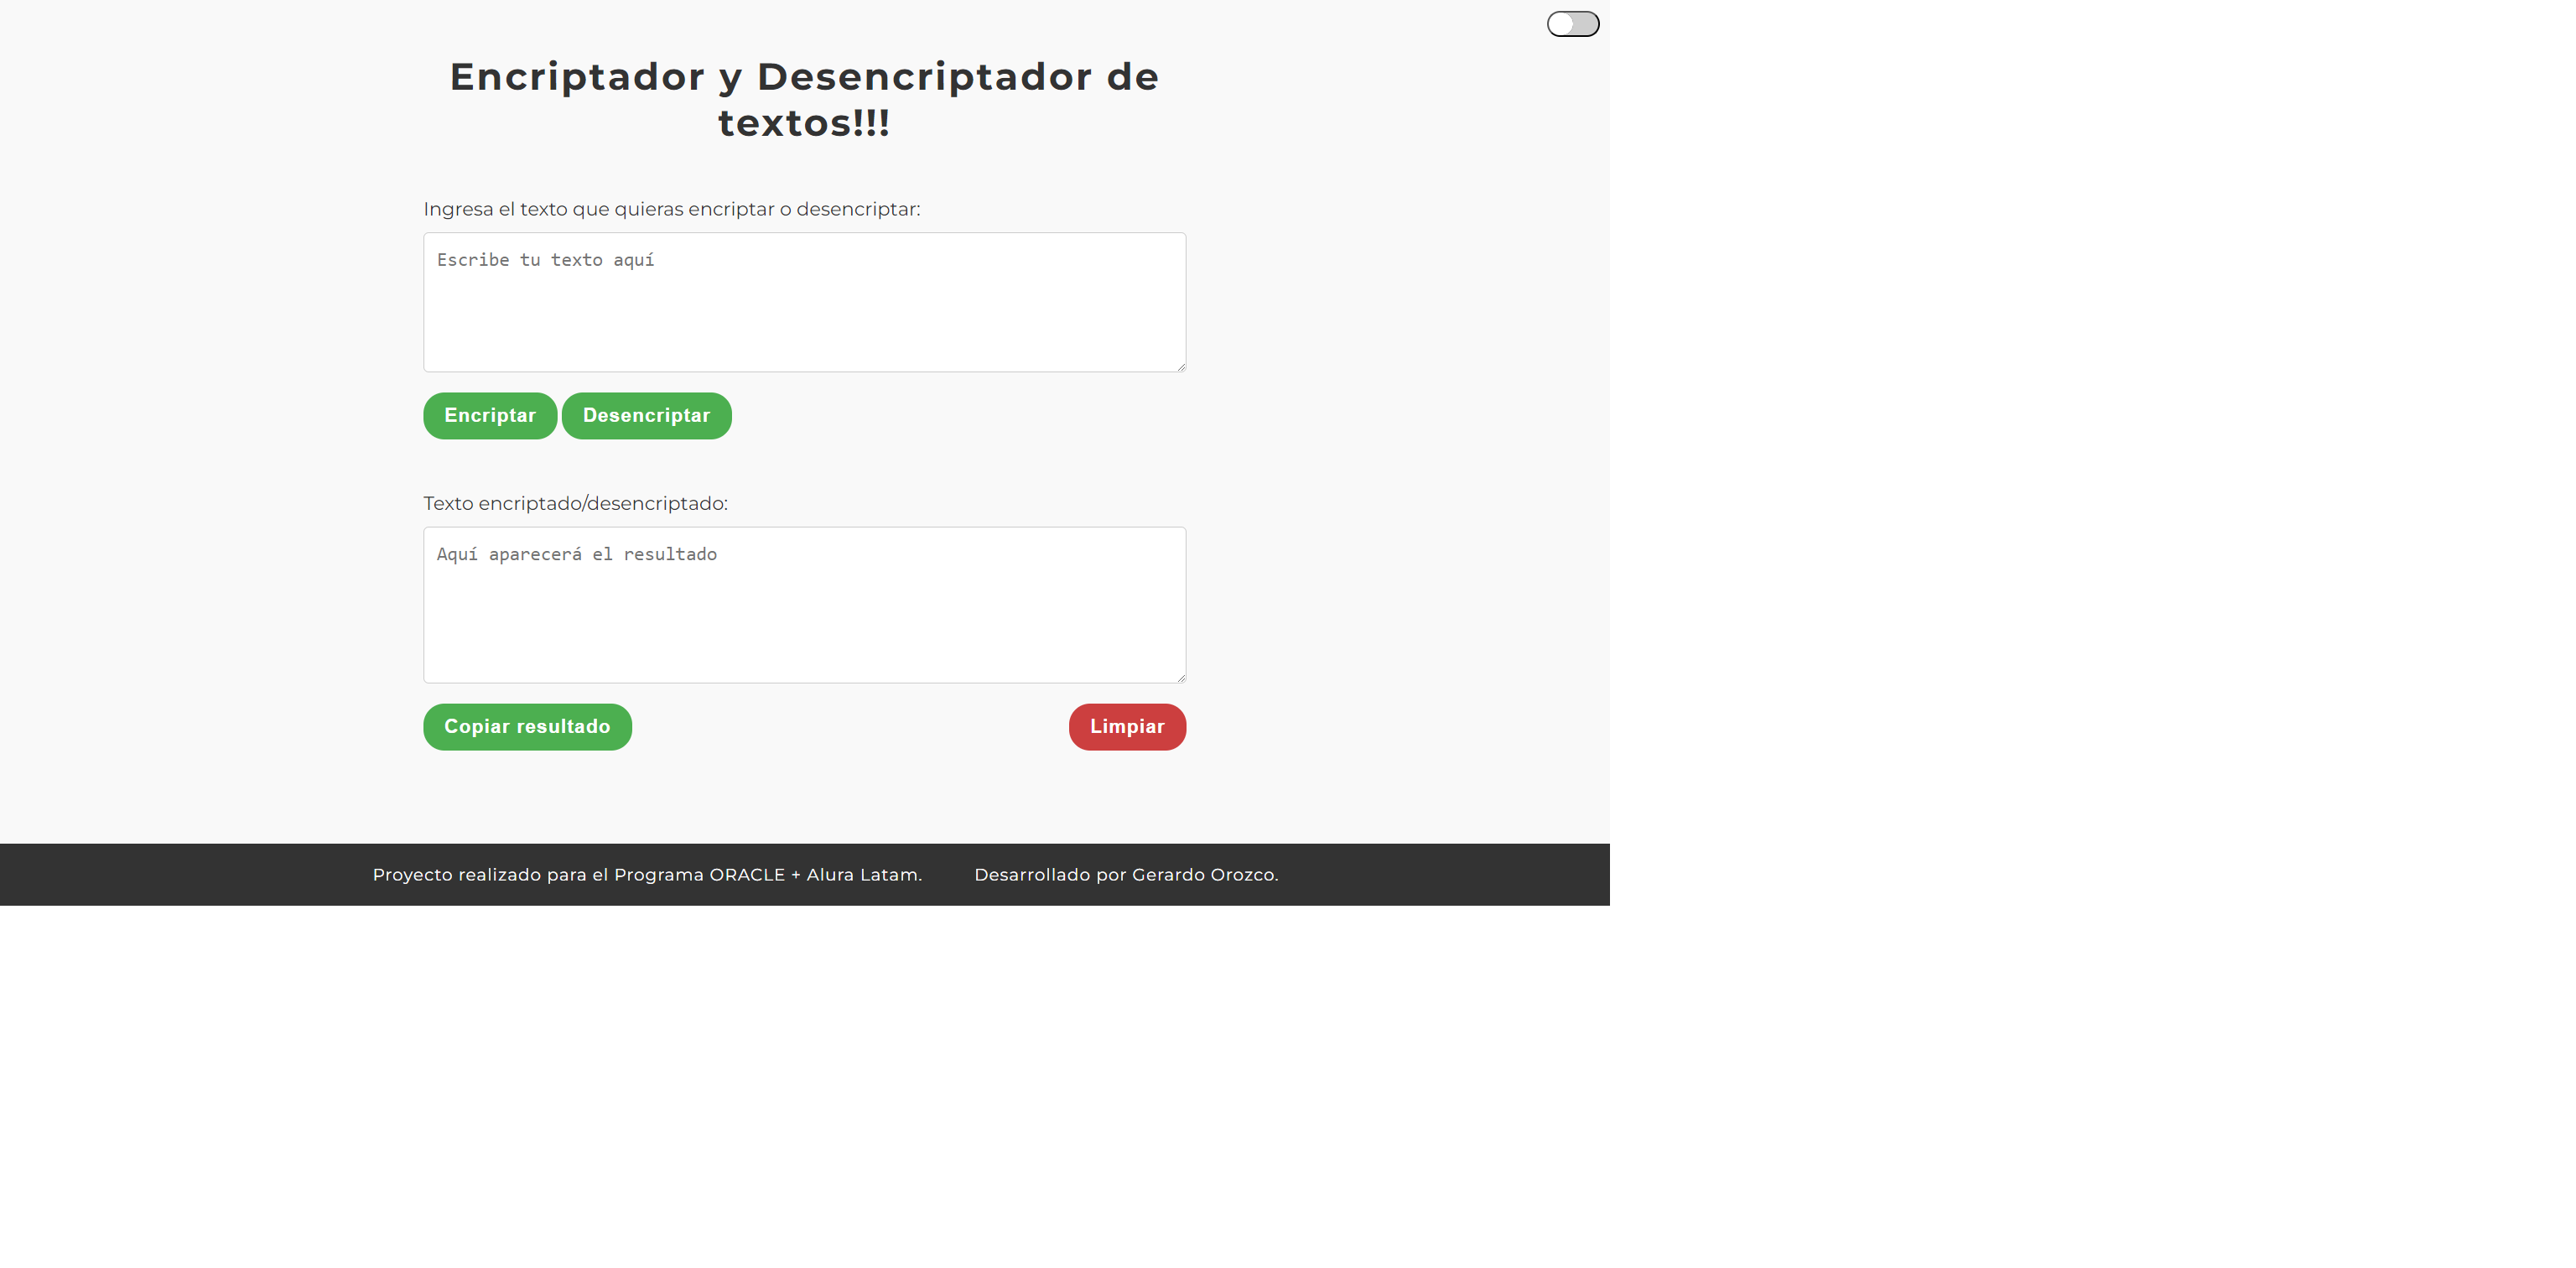 Encriptador y Desencriptador de
textos!!!
Ingresa el texto que quieras encriptar o desencriptar:
Escribe tu texto aquí
Encriptar Desencriptar
Texto encriptado/desencriptado:
Aquí aparecerá el resultado
Copiar resultado Limpiar
Proyecto realizado para el Programa ORACLE + Alura Latam. Desarrollado por Gerardo Orozco.